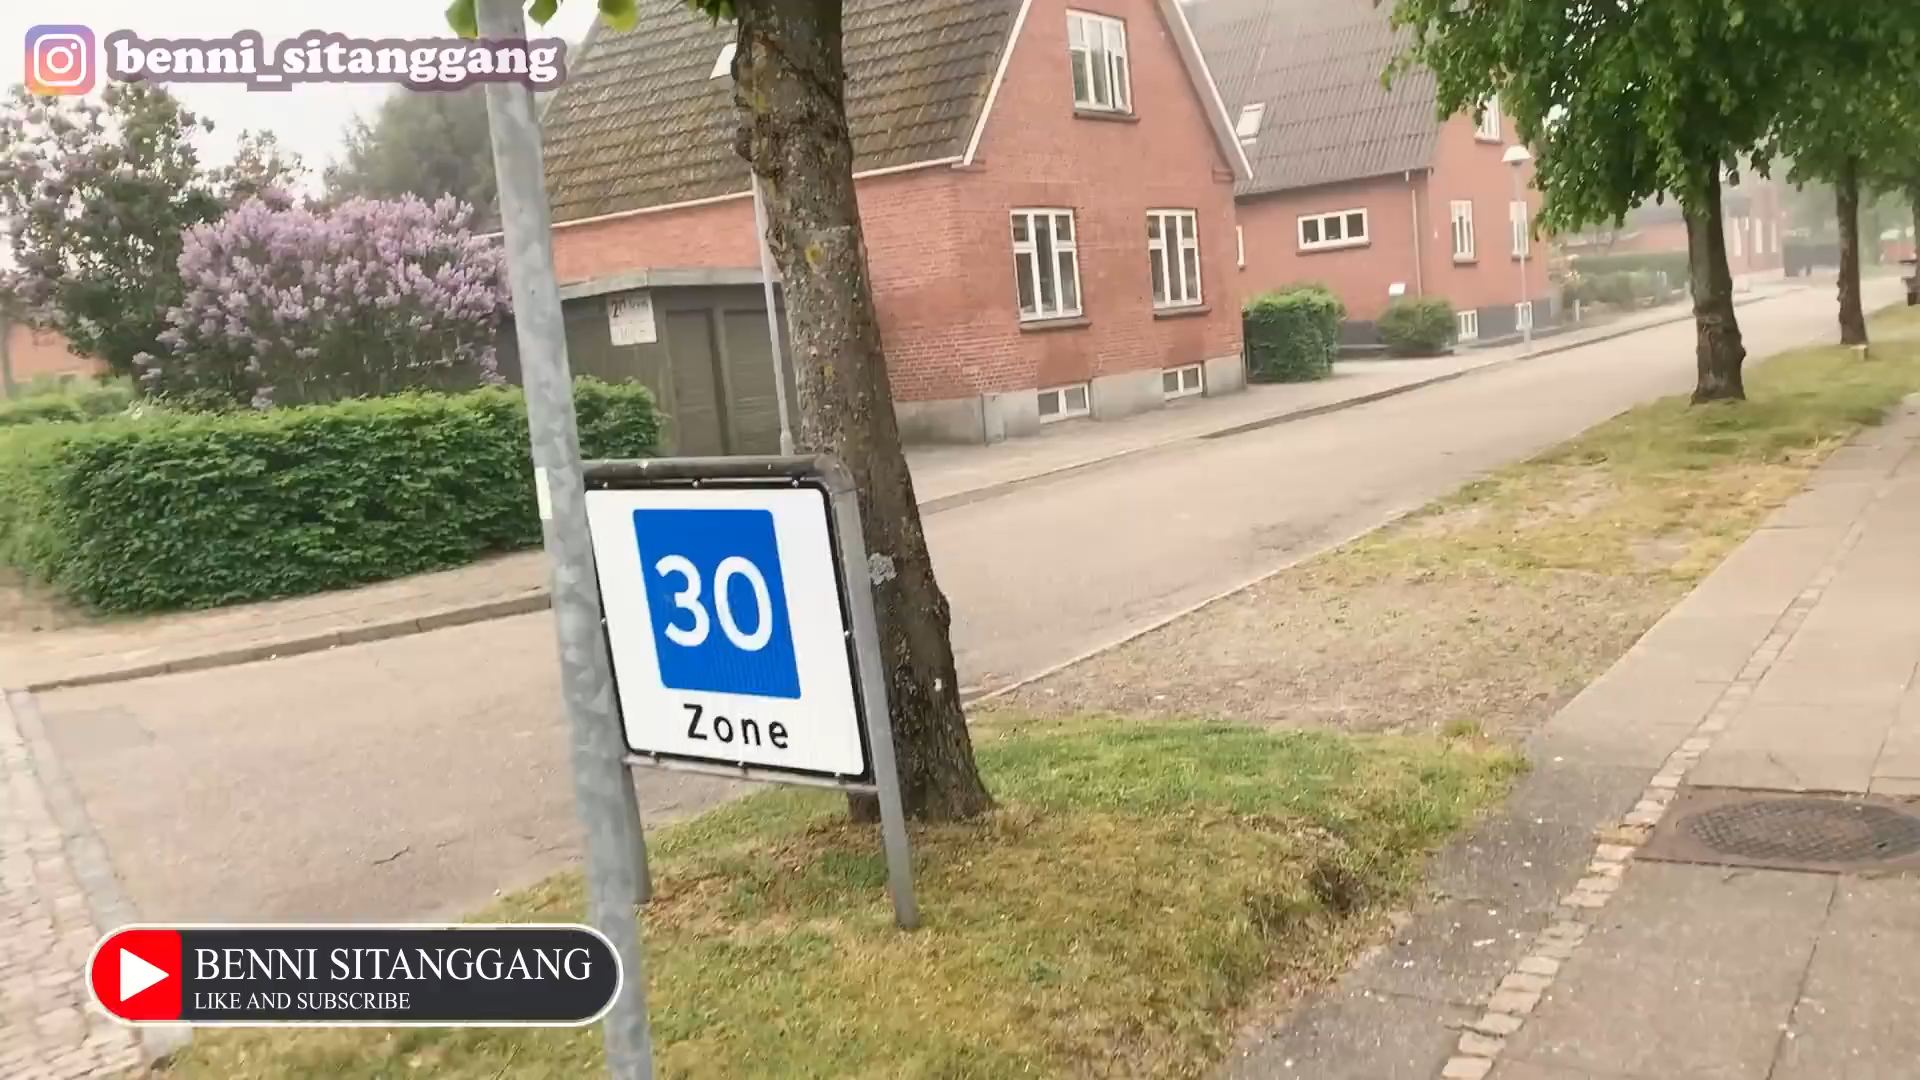 benni_sitanggang
30
Zone
BENNI SITANGGANG
LIKE AND SUBSCRIBE